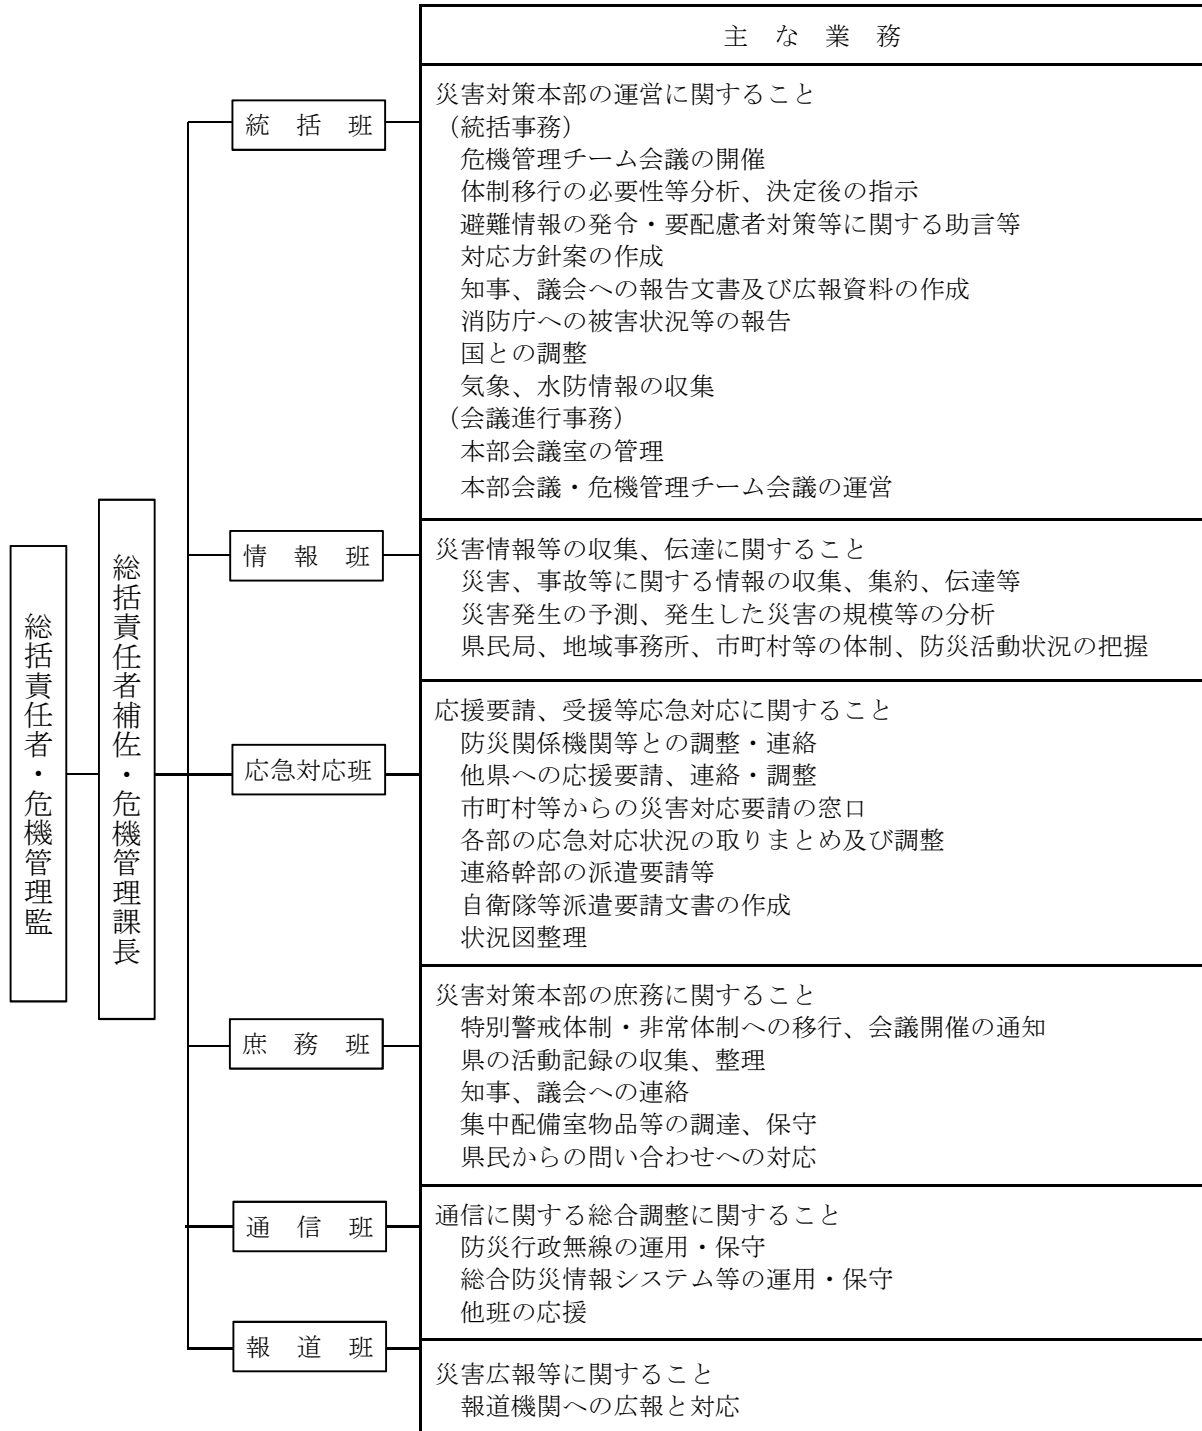 総括責任者・危機管理監
総括責任者補佐・危機管理課長
主な業務
統括班
災害対策本部の運営に関すること
（統括事務）
危機管理チーム会議の開催
体制移行の必要性等分析、決定後の指示
避難情報の発令・要配慮者対策等に関する助言等
対応方針案の作成
知事、議会への報告文書及び広報資料の作成
消防庁への被害状況等の報告
国との調整
気象、水防情報の収集
（会議進行事務）
本部会議室の管理
本部会議・危機管理チーム会議の運営
情報班
災害情報等の収集、伝達に関すること
災害、事故等に関する情報の収集、集約、伝達等
災害発生の予測、発生した災害の規模等の分析
県民局、地域事務所、市町村等の体制、防災活動状況の把握
応急対応班
応援要請、受援等応急対応に関すること
防災関係機関等との調整・連絡
他県への応援要請、連絡・調整
市町村等からの災害対応要請の窓口
各部の応急対応状況の取りまとめ及び調整
連絡幹部の派遣要請等
自衛隊等派遣要請文書の作成
状況図整理
庶務班
災害対策本部の庶務に関すること
特別警戒体制・非常体制への移行、会議開催の通知
県の活動記録の収集、整理
知事、議会への連絡
集中配備室物品等の調達、保守
県民からの問い合わせへの対応
通信班
通信に関する総合調整に関すること
防災行政無線の運用・保守
総合防災情報システム等の運用・保守
他班の応援
報道班
災害広報等に関すること
報道機関への広報と対応